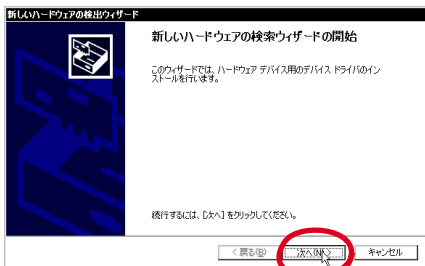 新しいハードウェアの検出ウィザード
新しいハードウェアの検索ウィザードの開始
このウィザードでは、ハードウェア デバイス用のデバイス ドライバのイン
ストールを行います。
続行するには、[次へ] をクリックしてください。
< 戻る(B)
次へ(N) >
キャンセル